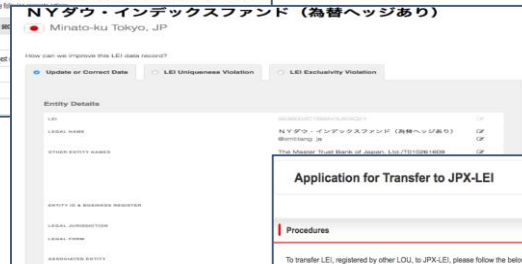 sec
NYダウ・インデックスファンド（為替ヘッジあり）
Minato-ku Tokyo, JP
How can we improve this LEI data record?
Update or Correct Data
LEI Uniqueness Violation
LEI Exclusivity Violation
Entity Details
LEI
LEGAL NAME
NYダウ・インデックスファンド（為替ヘッジあり）
OTHER ENTITY NAMES
The Master Trust Bank of Japan, Ltd./T010261609
ENTITY ID & BUSINESS REGISTER
LEGAL JURISDICTION
LEGAL FORM
ASSOCIATED ENTITY
Application for Transfer to JPX-LEI
Procedures
To transfer LEI, registered by other LOU, to JPX-LEI, please follow the belo